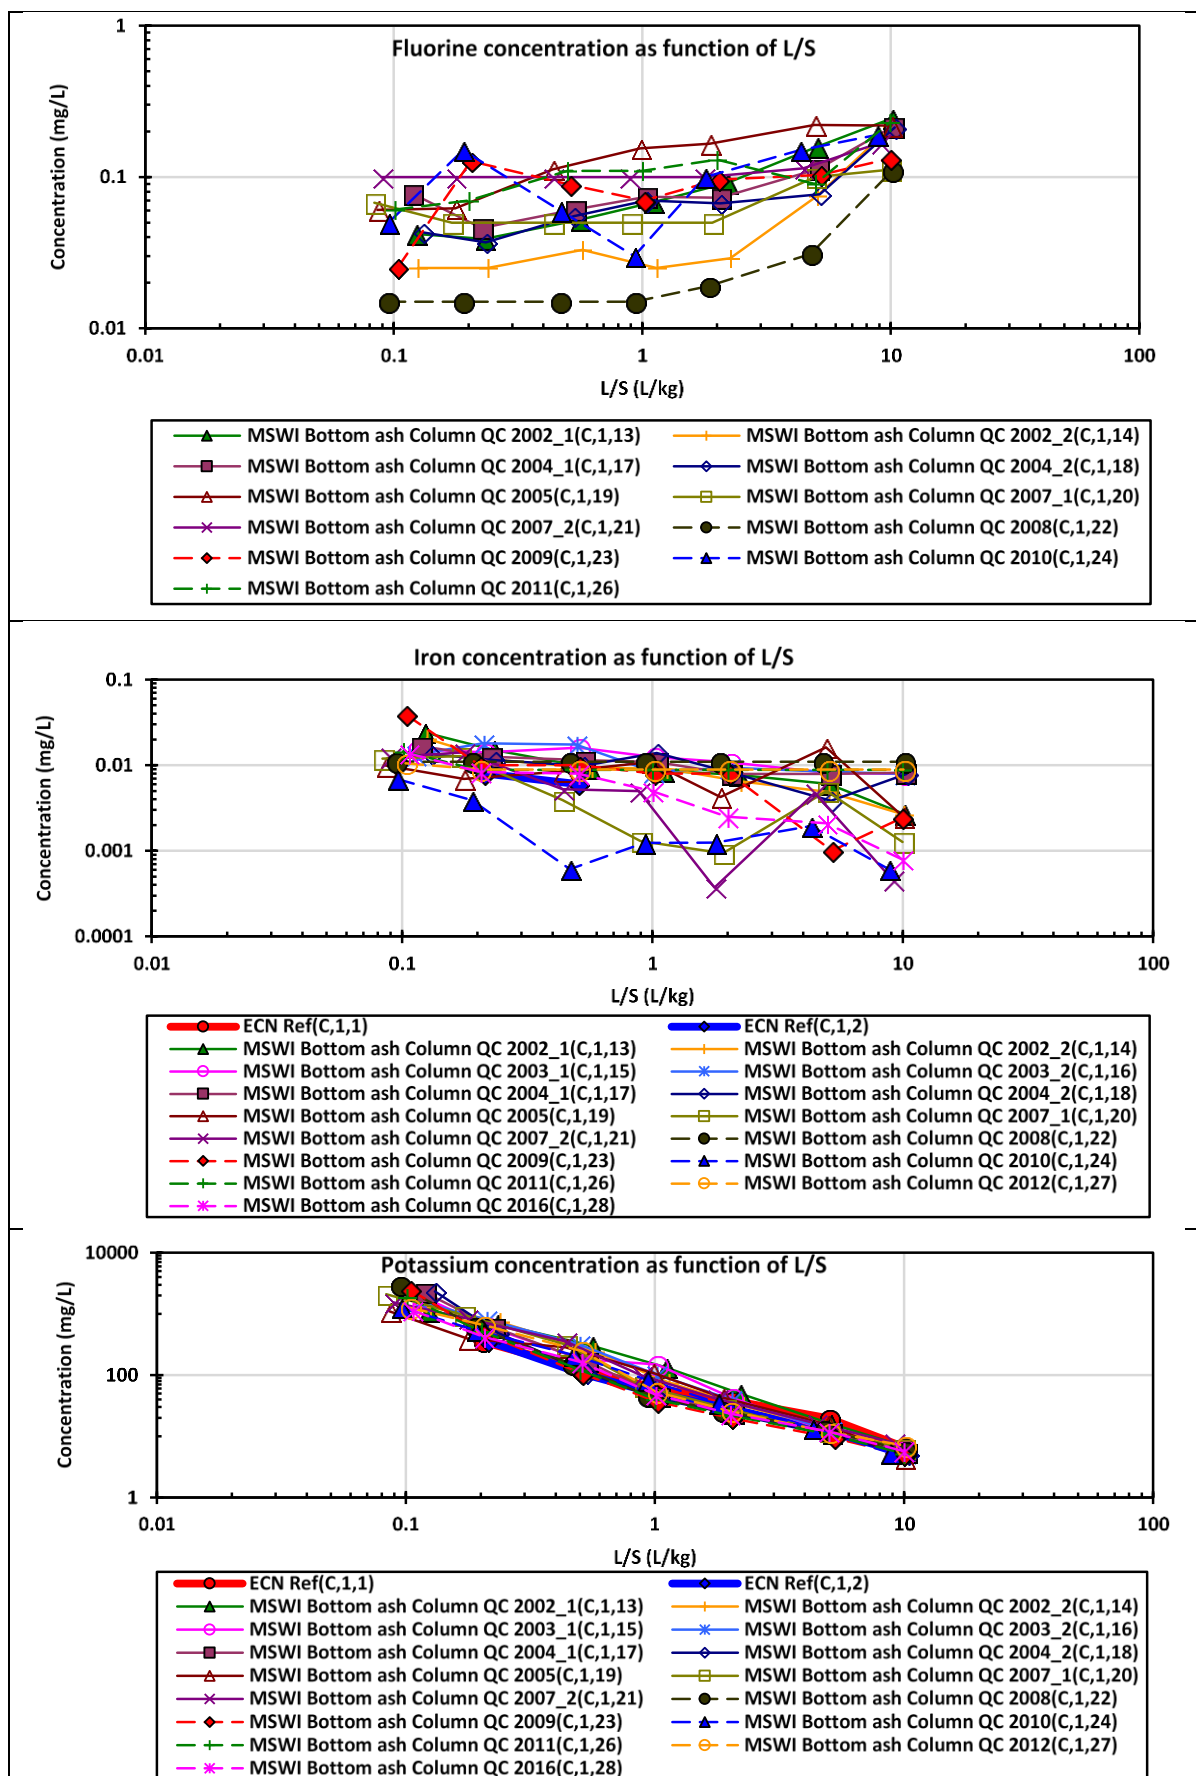 Fluorine concentration as function of L/S
Concentration (mg/L)
1
0.1
0.01
0.01 0.1 1 10 100
L/S (L/kg)
MSWI Bottom ash Column QC 2002_1(C,1,13) MSWI Bottom ash Column QC 2002_2(C,1,14)
MSWI Bottom ash Column QC 2004_1(C,1,17) MSWI Bottom ash Column QC 2004_2(C,1,18)
MSWI Bottom ash Column QC 2005(C,1,19) MSWI Bottom ash Column QC 2007_1(C,1,20)
MSWI Bottom ash Column QC 2007_2(C,1,21) MSWI Bottom ash Column QC 2008(C,1,22)
MSWI Bottom ash Column QC 2009(C,1,23) MSWI Bottom ash Column QC 2010(C,1,24)
MSWI Bottom ash Column QC 2011(C,1,26)
Iron concentration as function of L/S
Concentration (mg/L)
0.1
0.01
0.001
0.0001
0.01 0.1 1 10 100
L/S (L/kg)
ECN Ref(C,1,1) ECN Ref(C,1,2)
MSWI Bottom ash Column QC 2002_1(C,1,13) MSWI Bottom ash Column QC 2002_2(C,1,14)
MSWI Bottom ash Column QC 2003_1(C,1,15) MSWI Bottom ash Column QC 2003_2(C,1,16)
MSWI Bottom ash Column QC 2004_1(C,1,17) MSWI Bottom ash Column QC 2004_2(C,1,18)
MSWI Bottom ash Column QC 2005(C,1,19) MSWI Bottom ash Column QC 2007_1(C,1,20)
MSWI Bottom ash Column QC 2007_2(C,1,21) MSWI Bottom ash Column QC 2008(C,1,22)
MSWI Bottom ash Column QC 2009(C,1,23) MSWI Bottom ash Column QC 2010(C,1,24)
MSWI Bottom ash Column QC 2011(C,1,26) MSWI Bottom ash Column QC 2012(C,1,27)
MSWI Bottom ash Column QC 2016(C,1,28)
Potassium concentration as function of L/S
Concentration (mg/L)
10000
100
1
0.01 0.1 1 10 100
L/S (L/kg)
ECN Ref(C,1,1) ECN Ref(C,1,2)
MSWI Bottom ash Column QC 2002_1(C,1,13) MSWI Bottom ash Column QC 2002_2(C,1,14)
MSWI Bottom ash Column QC 2003_1(C,1,15) MSWI Bottom ash Column QC 2003_2(C,1,16)
MSWI Bottom ash Column QC 2004_1(C,1,17) MSWI Bottom ash Column QC 2004_2(C,1,18)
MSWI Bottom ash Column QC 2005(C,1,19) MSWI Bottom ash Column QC 2007_1(C,1,20)
MSWI Bottom ash Column QC 2007_2(C,1,21) MSWI Bottom ash Column QC 2008(C,1,22)
MSWI Bottom ash Column QC 2009(C,1,23) MSWI Bottom ash Column QC 2010(C,1,24)
MSWI Bottom ash Column QC 2011(C,1,26) MSWI Bottom ash Column QC 2012(C,1,27)
MSWI Bottom ash Column QC 2016(C,1,28)